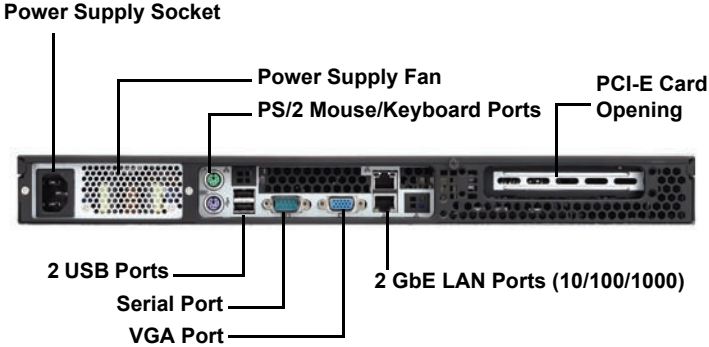 Power Supply Socket
Power Supply Fan
PS/2 Mouse/Keyboard Ports
PCI-E Card
Opening
2 USB Ports
Serial Port
VGA Port
2 GbE LAN Ports (10/100/1000)